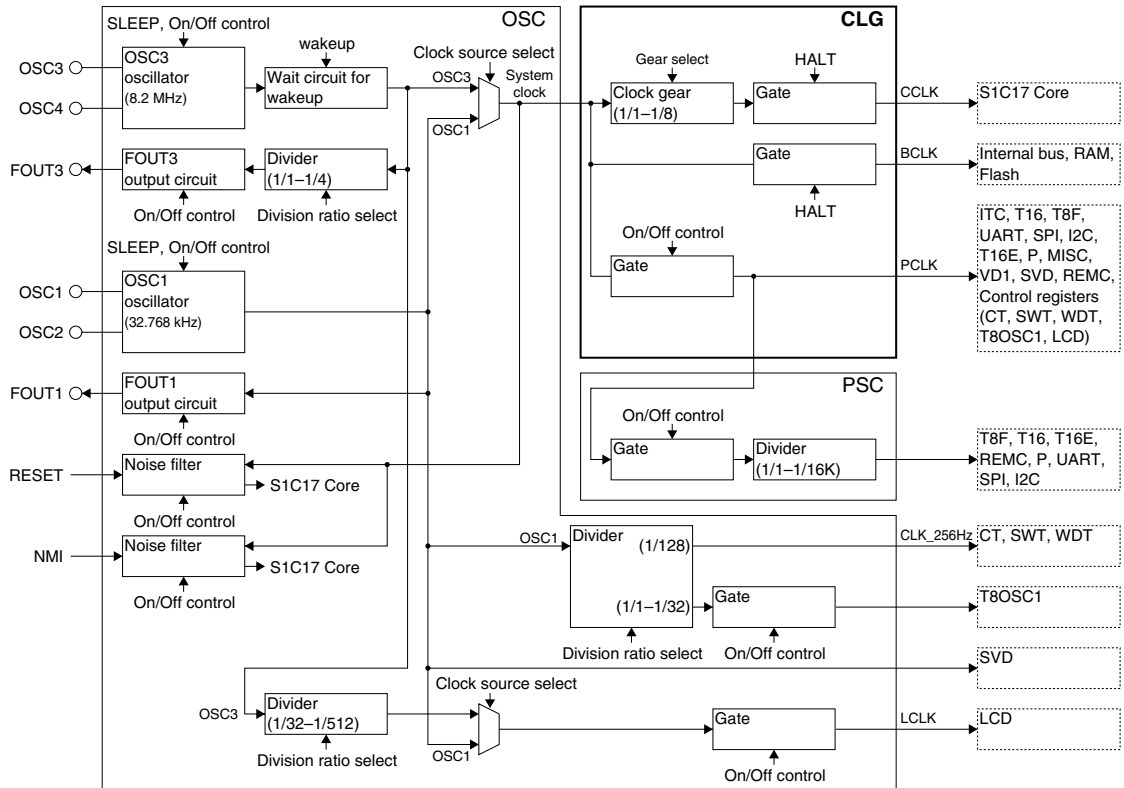 OSC
CLG
SLEEP, On/Off control
wakeup
Clock source select
OSC3
OSC4
OSC3
oscillator
(8.2 MHz)
Wait circuit for
wakeup
OSC3
OSC1
System
clock
Gear select
Clock gear
(1/1–1/8)
HALT
Gate
CCLK
S1C17 Core
FOUT3
FOUT3
output circuit
On/Off control
Divider
(1/1–1/4)
Division ratio select
Gate
HALT
BCLK
Internal bus, RAM,
Flash
SLEEP, On/Off control
OSC1
OSC2
OSC1
oscillator
(32.768 kHz)
On/Off control
Gate
PCLK
ITC, T16, T8F,
UART, SPI, I2C,
T16E, P, MISC,
VD1, SVD, REMC,
Control registers
(CT, SWT, WDT,
T8OSC1, LCD)
FOUT1
FOUT1
output circuit
On/Off control
PSC
On/Off control
Gate
Divider
(1/1–1/16K)
T8F, T16, T16E,
REMC, P, UART,
SPI, I2C
RESET
Noise filter
S1C17 Core
On/Off control
NMI
Noise filter
S1C17 Core
On/Off control
OSC1
Divider
(1/128)
(1/1–1/32)
Division ratio select
CLK_256Hz
CT, SWT, WDT
Gate
On/Off control
T8OSC1
SVD
OSC3
Divider
(1/32–1/512)
Division ratio select
Clock source select
OSC1
Gate
On/Off control
LCLK
LCD